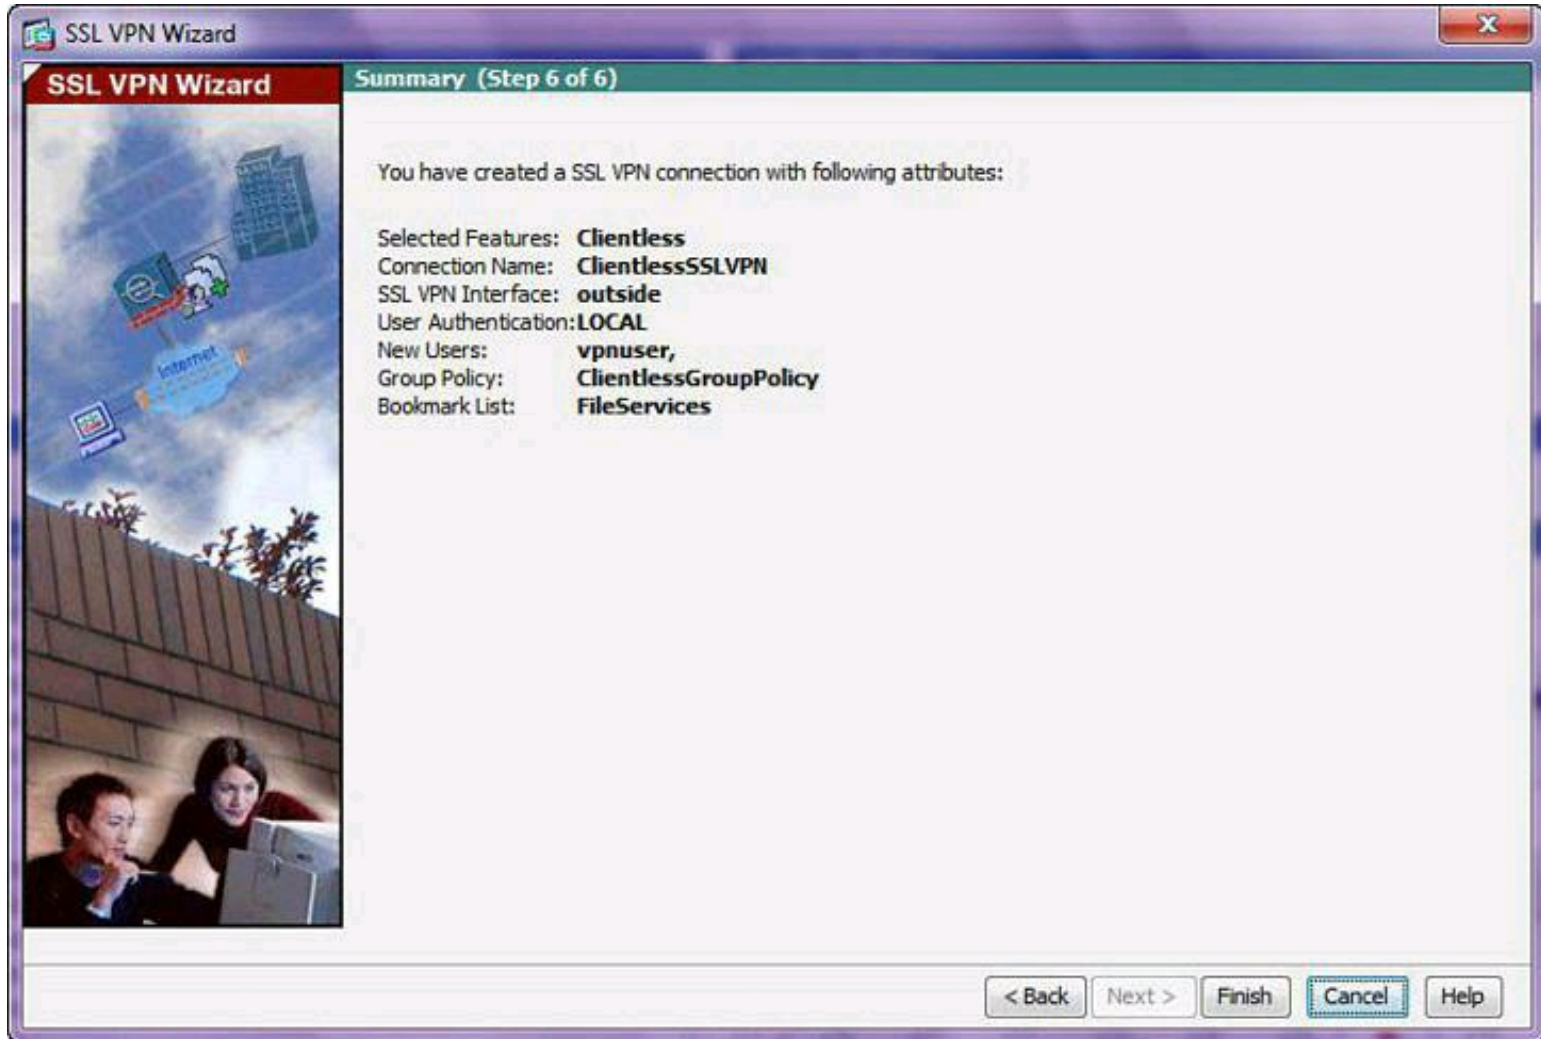 SSL VPN Wizard
SSL VPN Wizard
Summary (Step 6 of 6)
You have created a SSL VPN connection with following attributes:
Selected Features: Clientless
Connection Name: ClientlessSSLVPN
SSL VPN Interface: outside
User Authentication: LOCAL
New Users: vpnuser,
Group Policy: ClientlessGroupPolicy
Bookmark List: FileServices
Internet
< Back Next > Finish Cancel Help